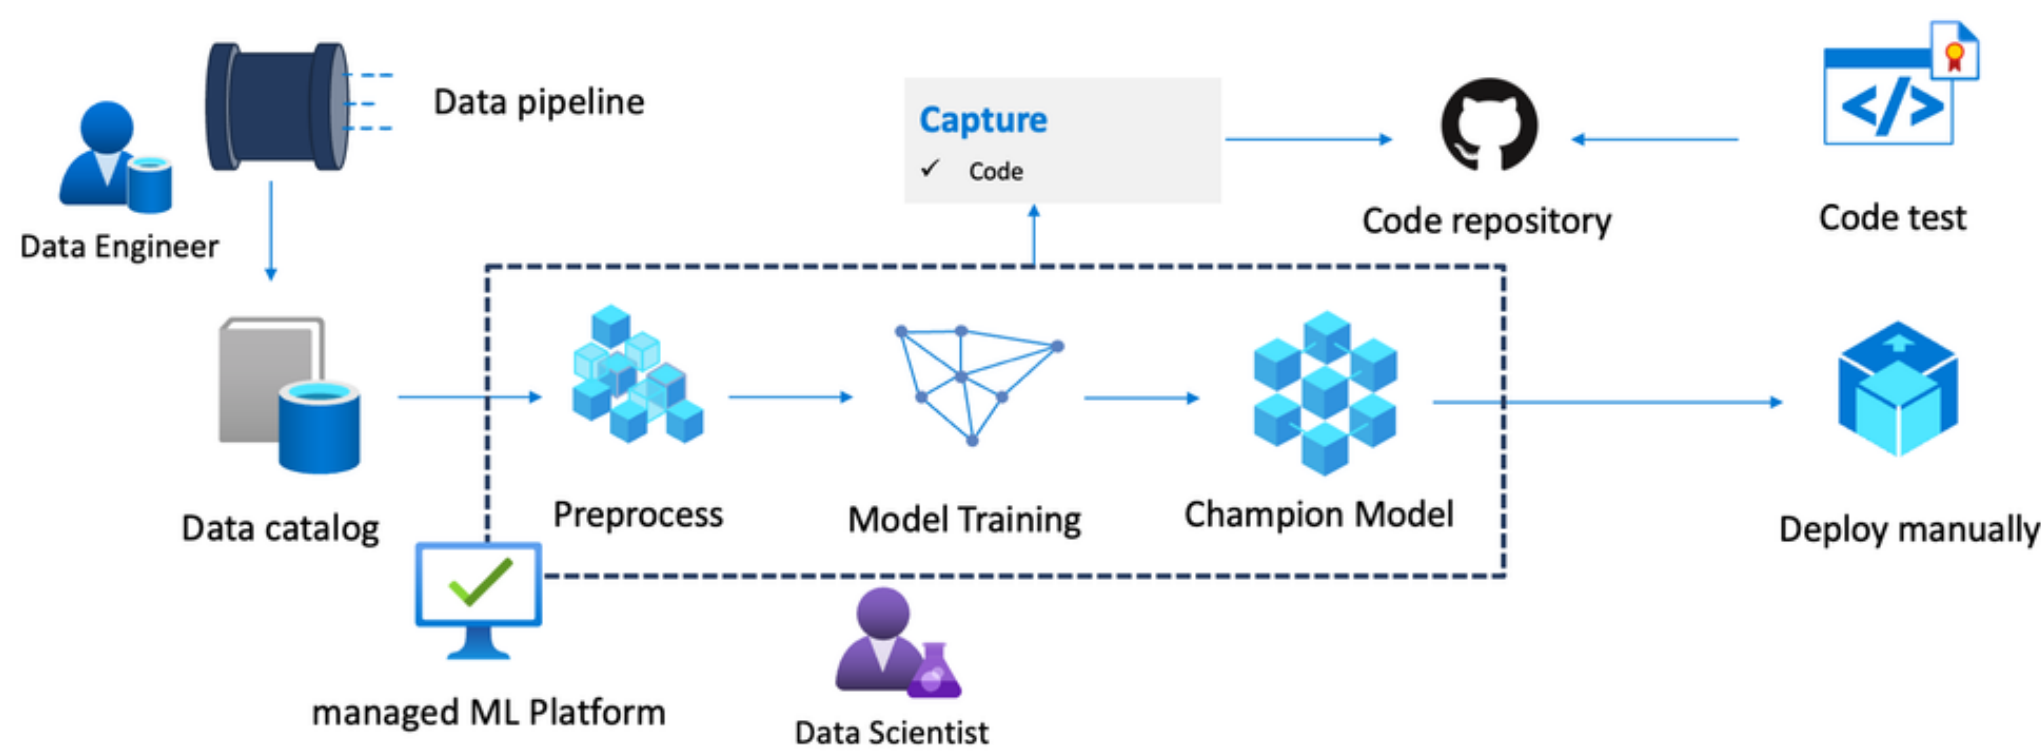 Data pipeline
Data Engineer
Capture
✓ Code
Code repository
Code test
Data catalog
Preprocess
Model Training
Champion Model
Deploy manually
managed ML Platform
Data Scientist